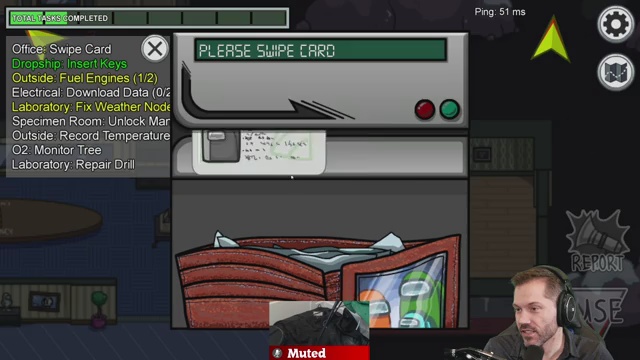 TOTAL TASKS COMPLETED
Ping: 51 ms
PLEASE SWIPE CARD
Office: Swipe Card
Dropship: Insert Keys
Outside: Fuel Engines (1/2)
Electrical: Download Data (0/2
Laboratory: Fix Weather Node
Specimen Room: Unlock Man
Outside: Record Temperature
O2: Monitor Tree
Laboratory: Repair Drill
REPORT
USE
Muted